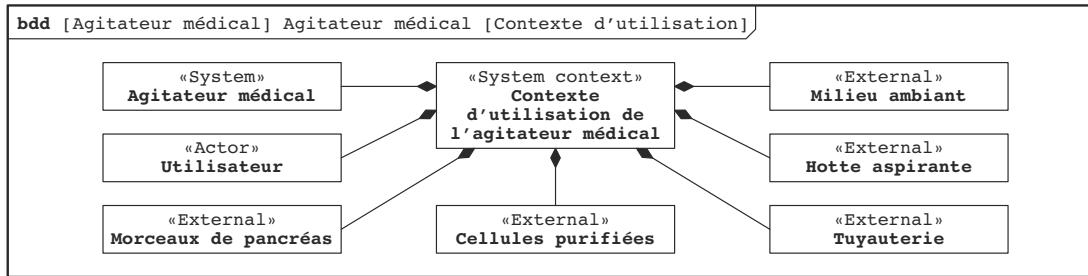 bdd [Agitateur médical] Agitateur médical [Contexte d'utilisation]
«System»
Agitateur médical
«System context»
Contexte
d'utilisation de
l'agitateur médical
«External»
Milieu ambiant
«Actor»
Utilisateur
«External»
Hotte aspirante
«External»
Morceaux de pancréas
«External»
Cellules purifiées
«External»
Tuyauterie